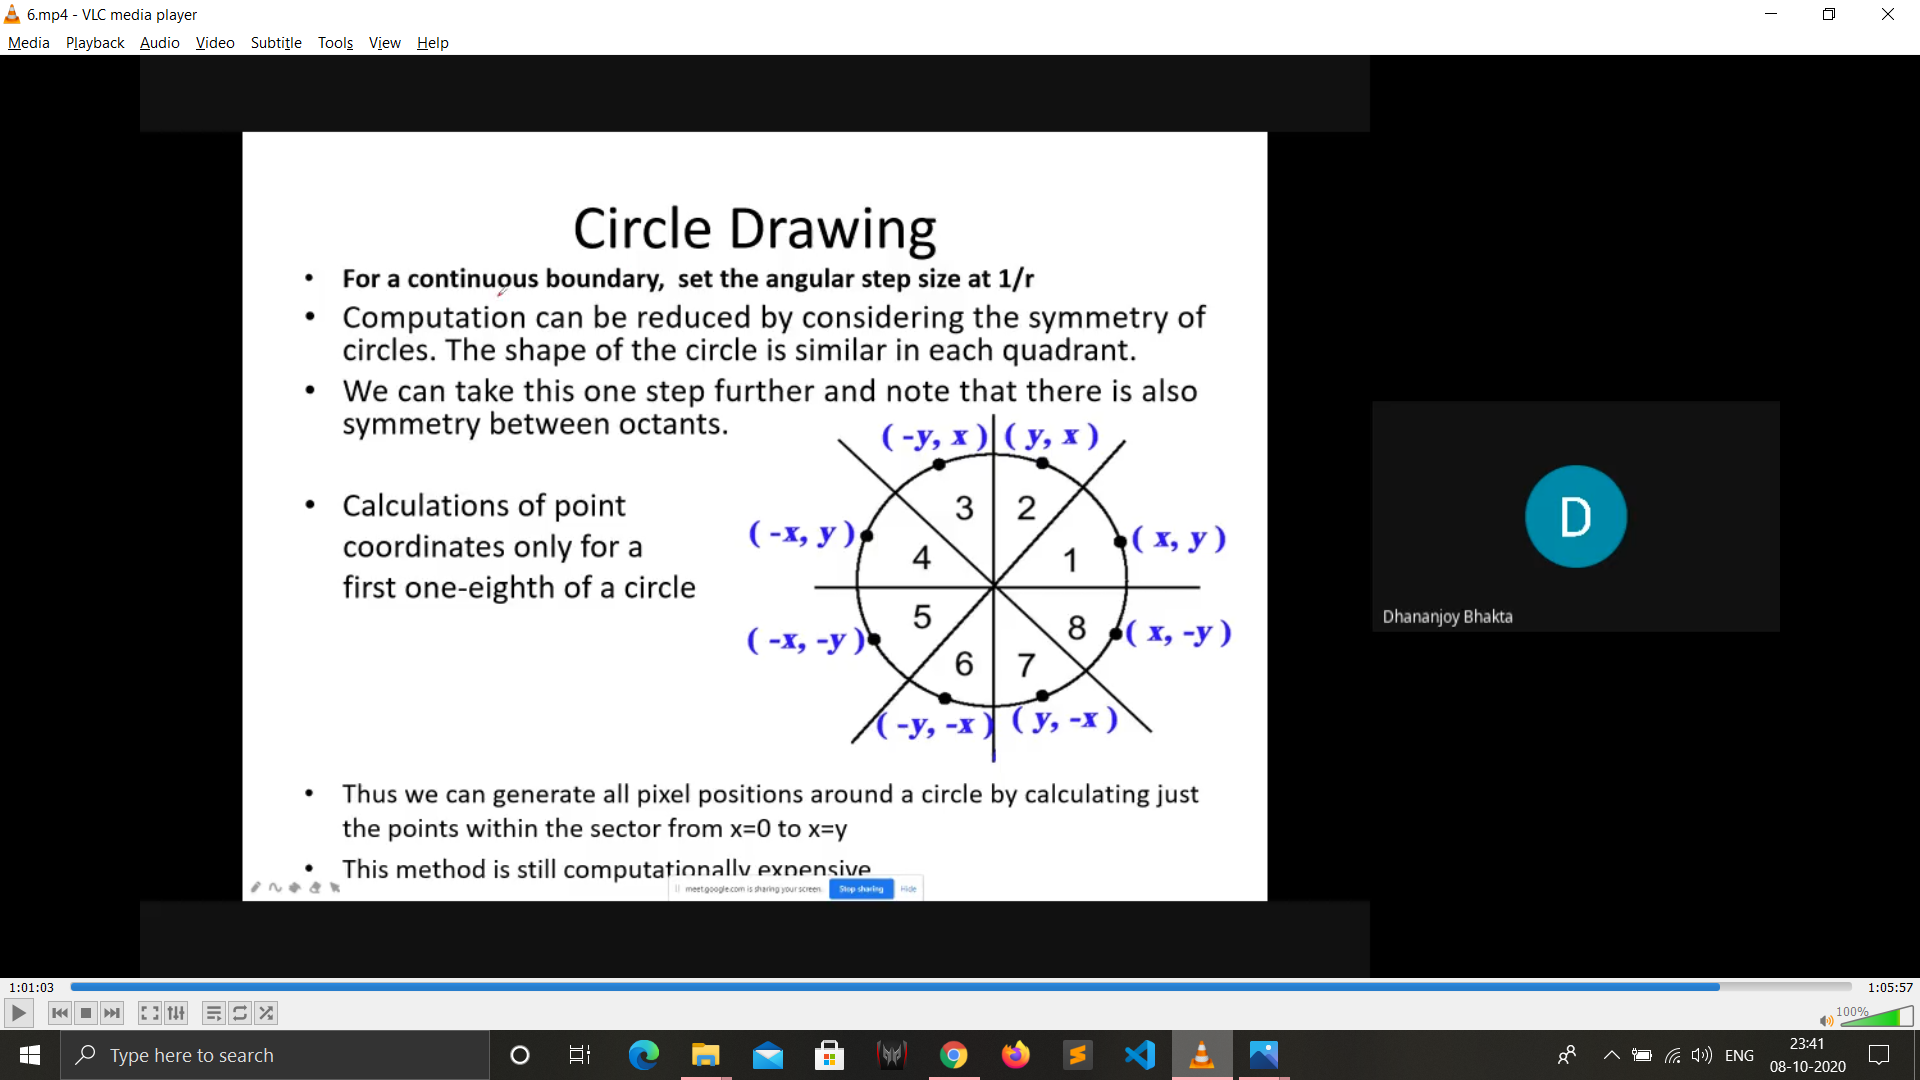 6.mp4 - VLC media player
Media Playback Audio Video Subtitle Tools View Help
Circle Drawing
• For a continuous boundary, set the angular step size at 1/r
• Computation can be reduced by considering the symmetry of
circles. The shape of the circle is similar in each quadrant.
• We can take this one step further and note that there is also
symmetry between octants.
• Calculations of point
coordinates only for a
first one-eighth of a circle
( -y, x ) ( y, x )
3 2
( -x, y ) ( x, y )
4 1
5 8
( -x, -y ) ( x, -y )
6 7
( -y, -x ) ( y, -x )
• Thus we can generate all pixel positions around a circle by calculating just
the points within the sector from x=0 to x=y
• This method is still computationally expensive
meet.google.com is sharing your screen. Stop sharing Hide
D
Dhananjoy Bhakta
1:01:03 1:05:57
100%
Type here to search
ENG
23:41
08-10-2020